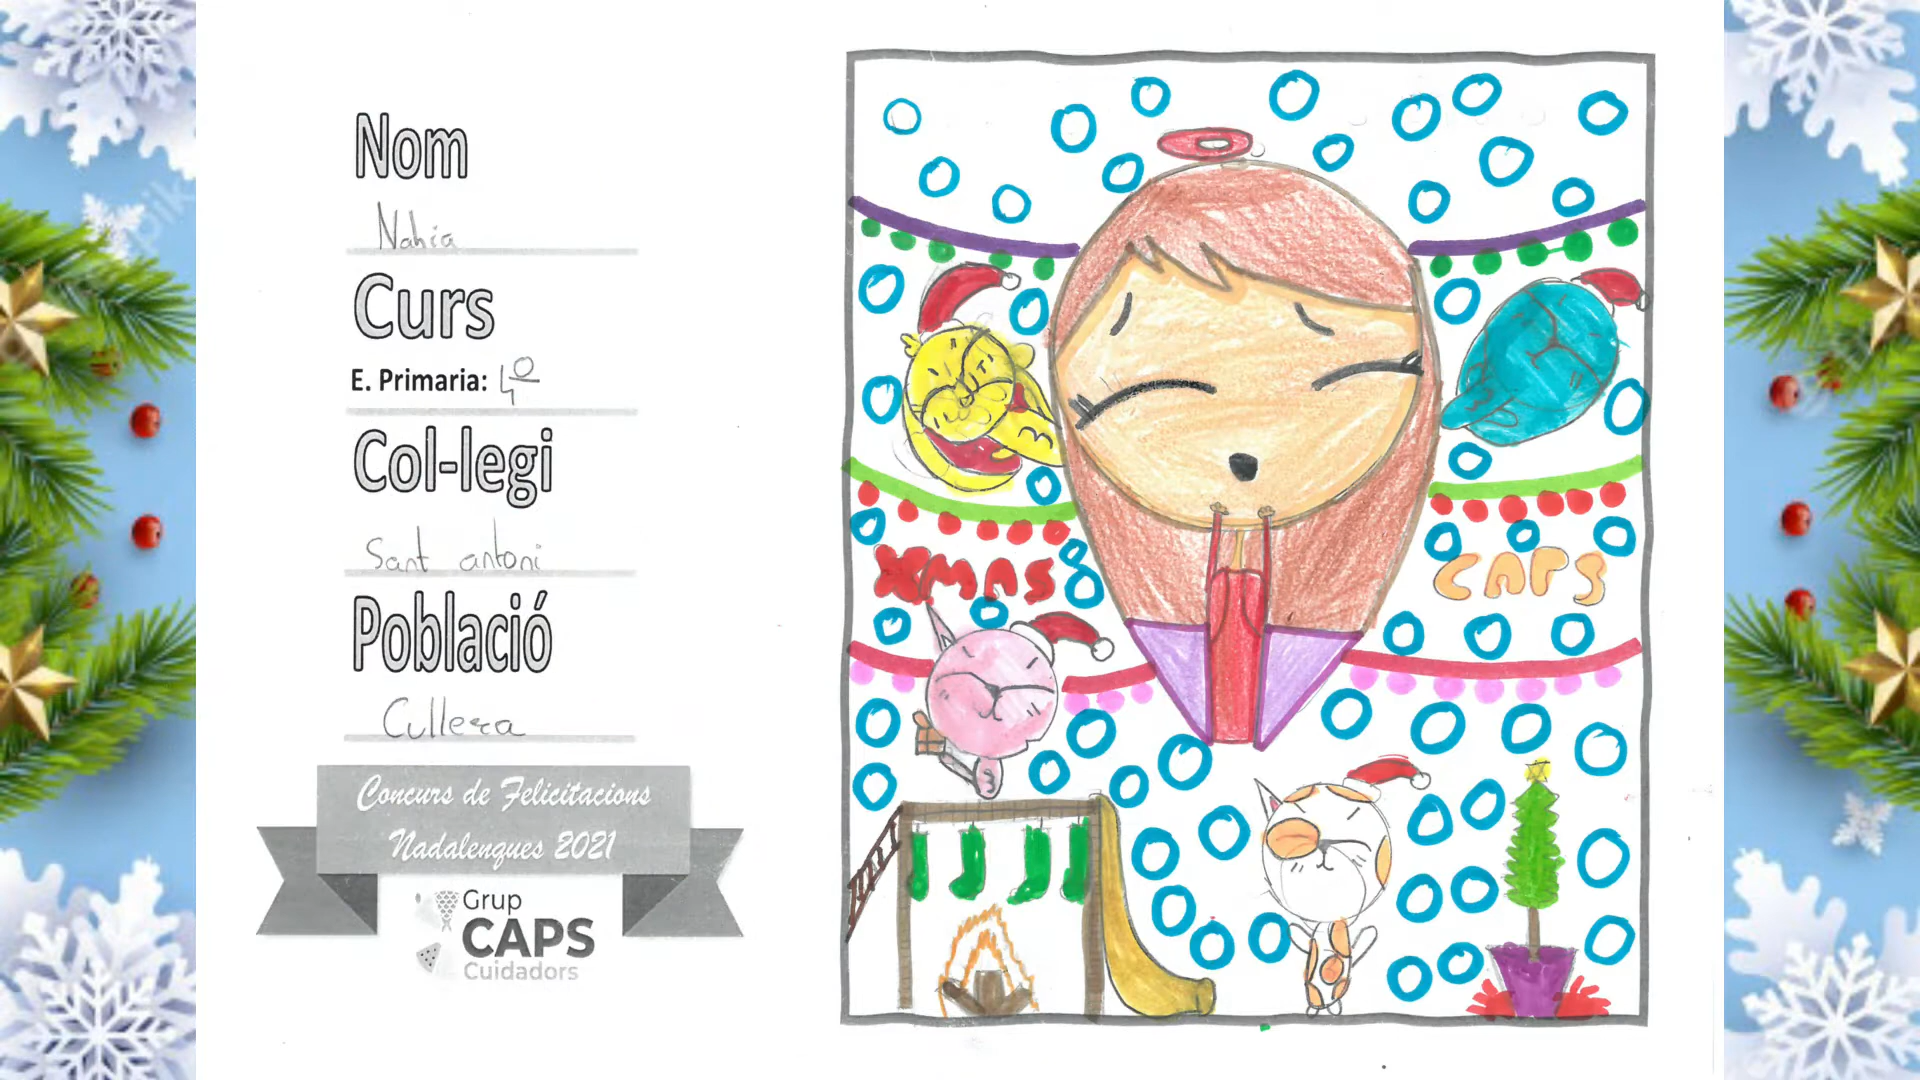 Nom
Nahia
Curs
E. Primaria: 4º
Col-legi
Sant antoni
Població
Cullera
Concurs de Felicitacions
Nadalenques 2021
Grup
CAPS
Cuidadors
XMAS
CAPS